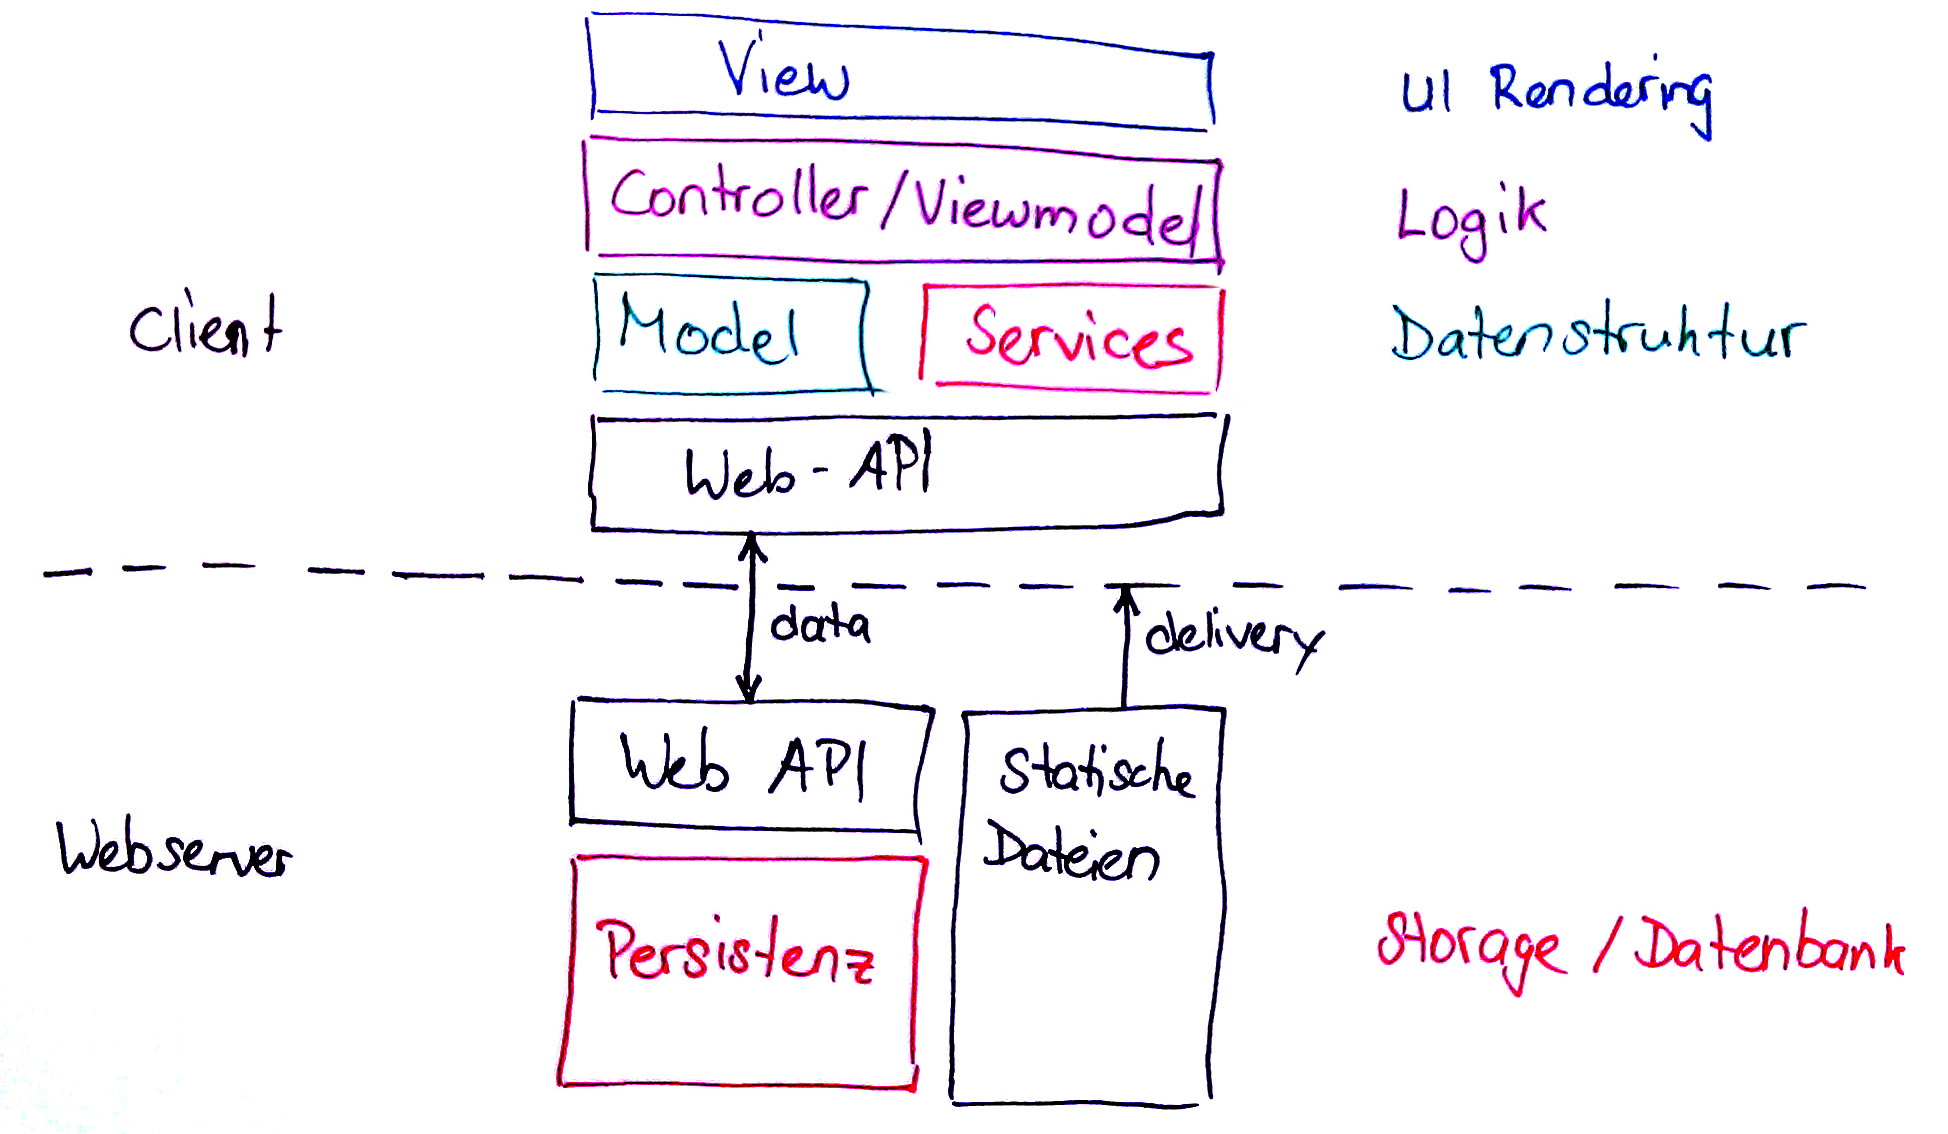 View
UI Rendering
Controller/Viewmodel
Logik
Client
Model
Services
Datenstruktur
Web-API
data
delivery
Web API
Statische
Dateien
Webserver
Persistenz
Storage / Datenbank